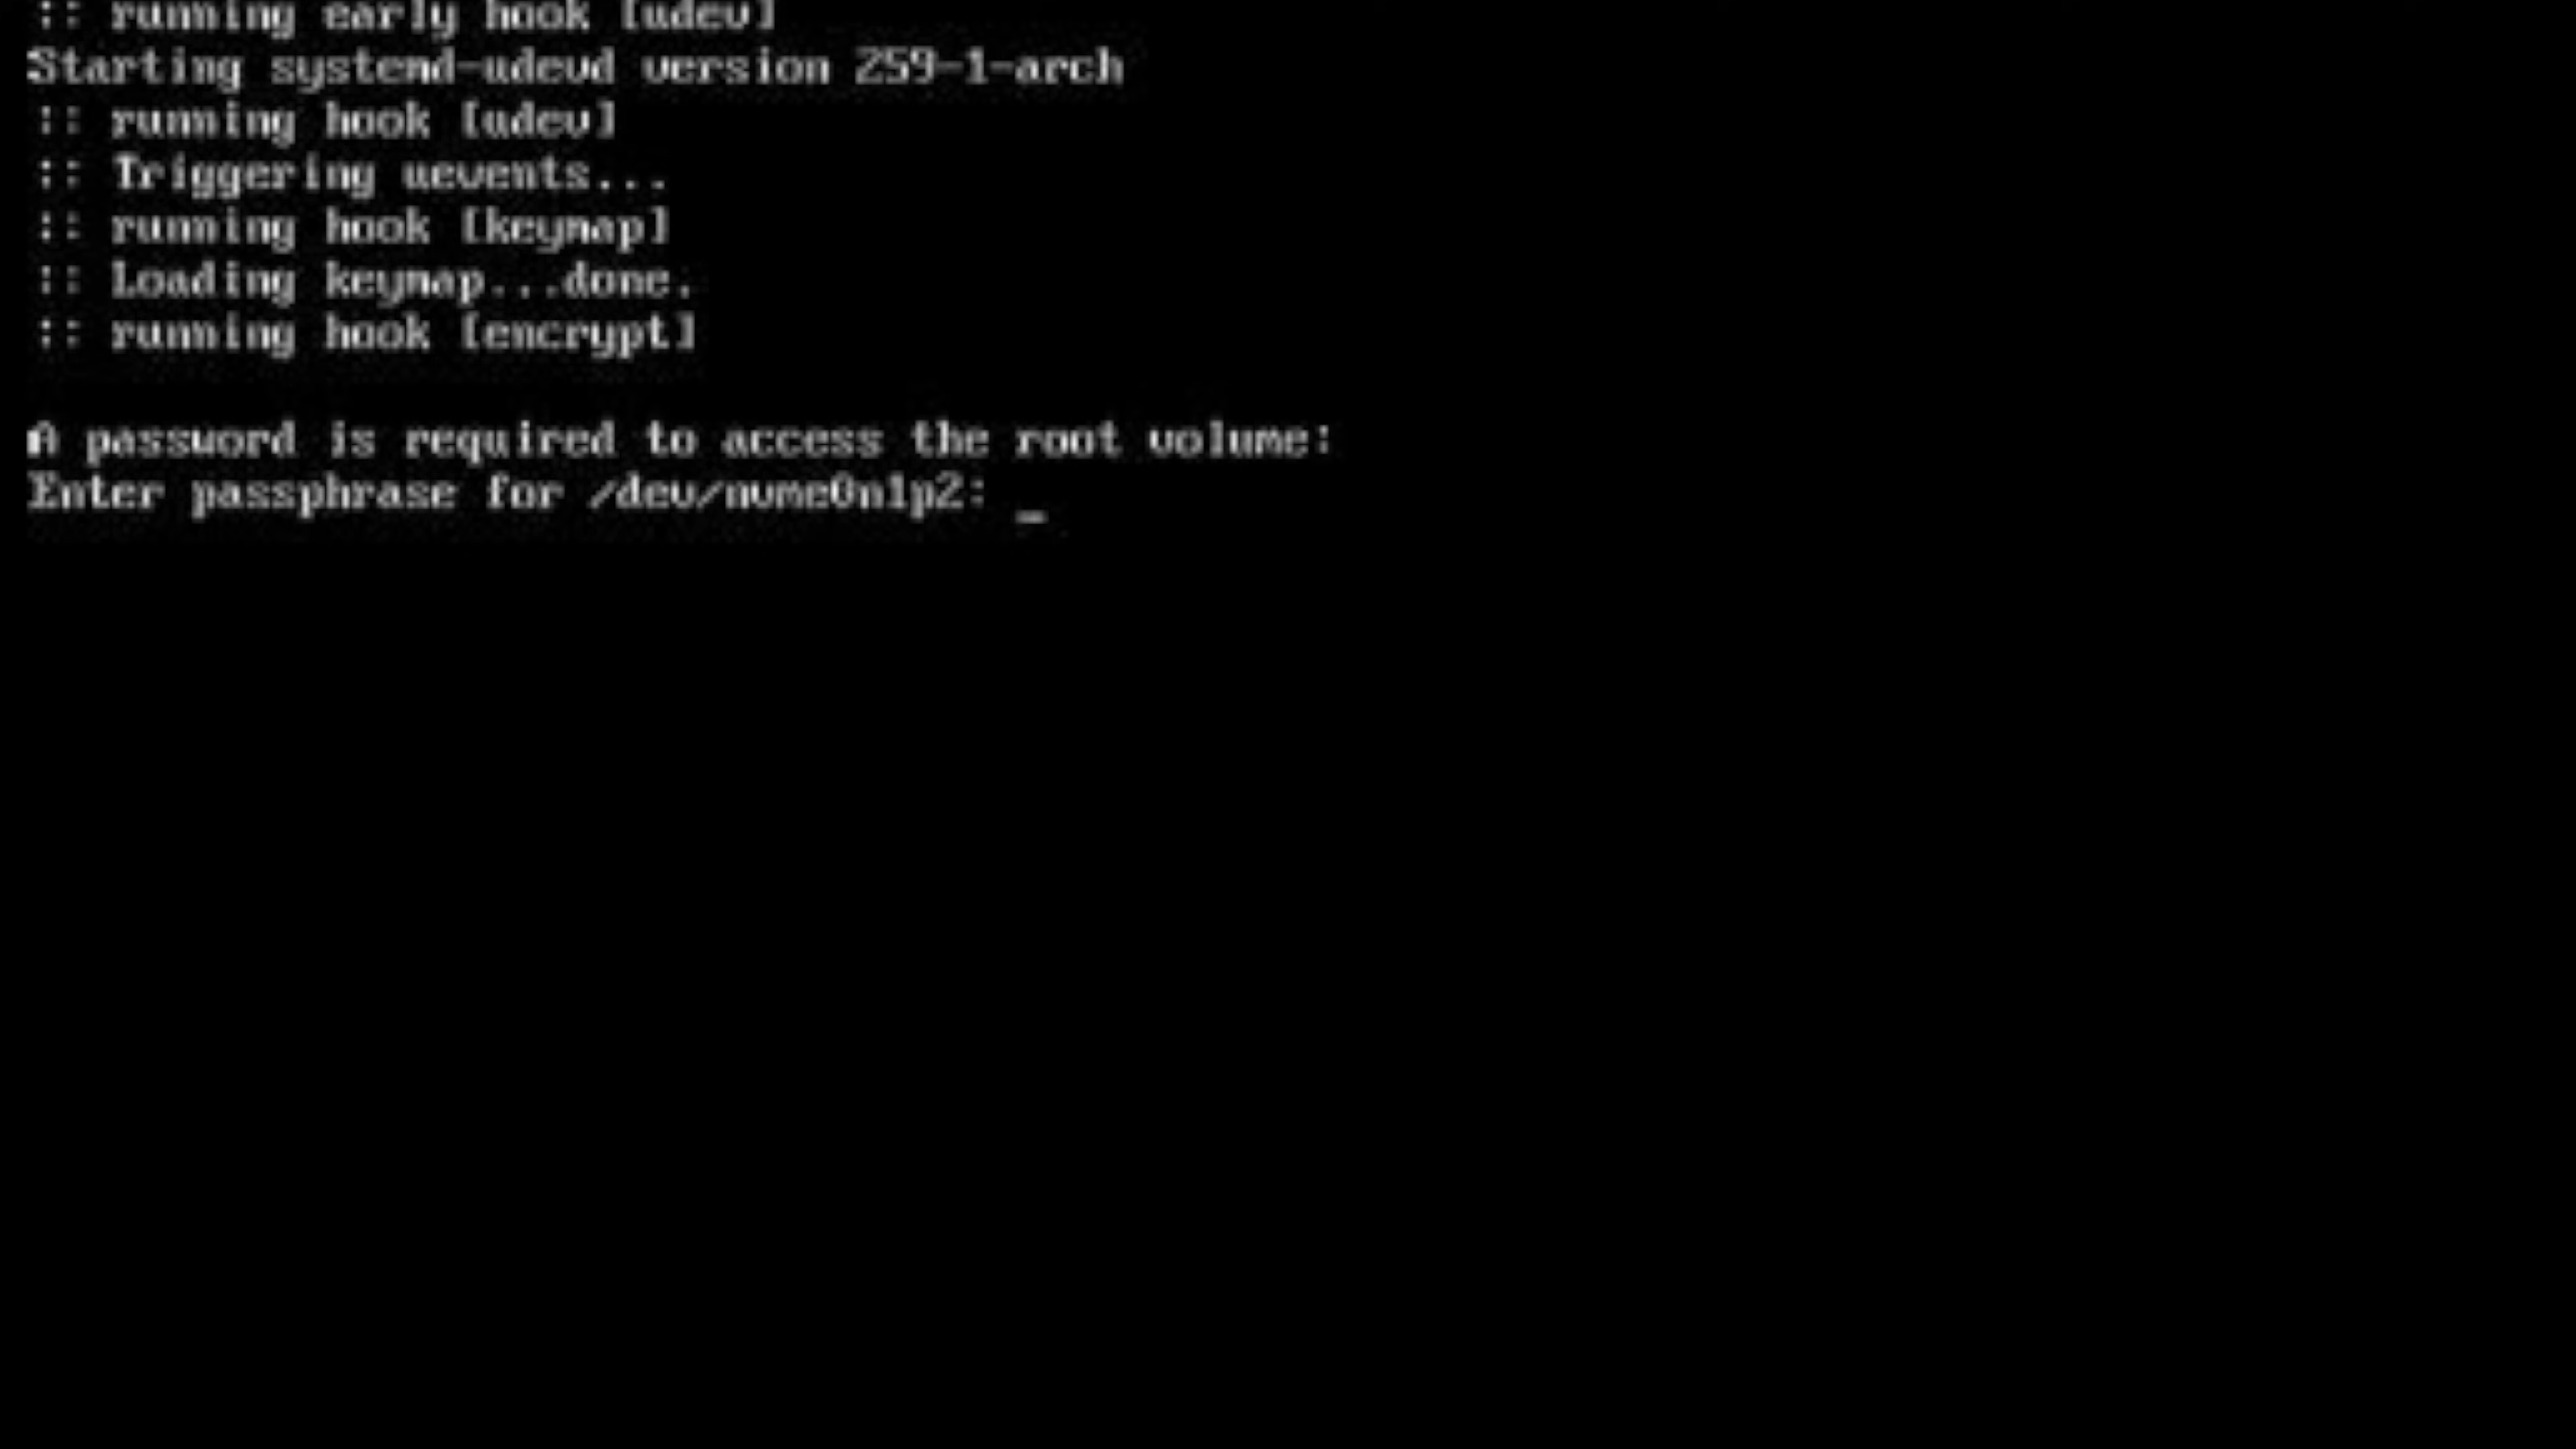 :: running early hook [udev]
Starting systemd-udevd version 259-1-arch
:: running hook [udev]
:: Triggering uevents...
:: running hook [keymap]
:: Loading keymap...done.
:: running hook [encrypt]
A password is required to access the root volume:
Enter passphrase for /dev/nvme0n1p2: _